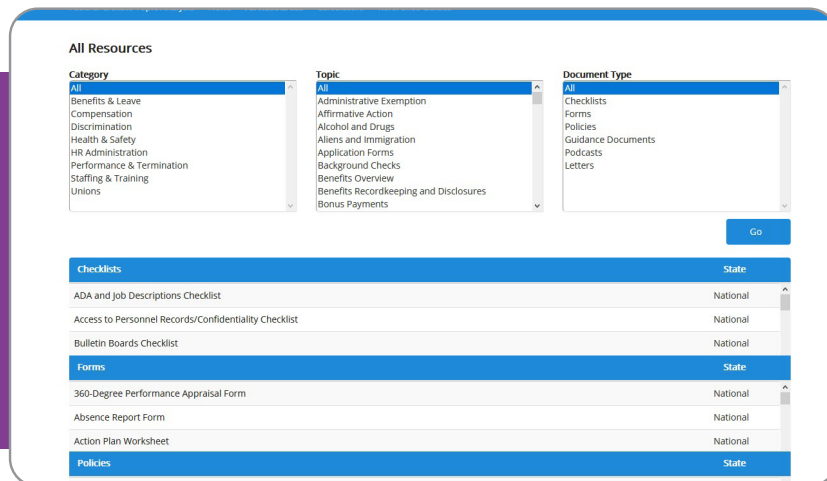 All Resources
Category
All
Benefits & Leave
Compensation
Discrimination
Health & Safety
HR Administration
Performance & Termination
Staffing & Training
Unions
Topic
All
Administrative Exemption
Affirmative Action
Alcohol and Drugs
Aliens and Immigration
Application Forms
Background Checks
Benefits Overview
Benefits Recordkeeping and Disclosures
Bonus Payments
Document Type
All
Checklists
Forms
Policies
Guidance Documents
Podcasts
Letters
Go
Checklists State
ADA and Job Descriptions Checklist National
Access to Personnel Records/Confidentiality Checklist National
Bulletin Boards Checklist National
Forms State
360-Degree Performance Appraisal Form National
Absence Report Form National
Action Plan Worksheet National
Policies State